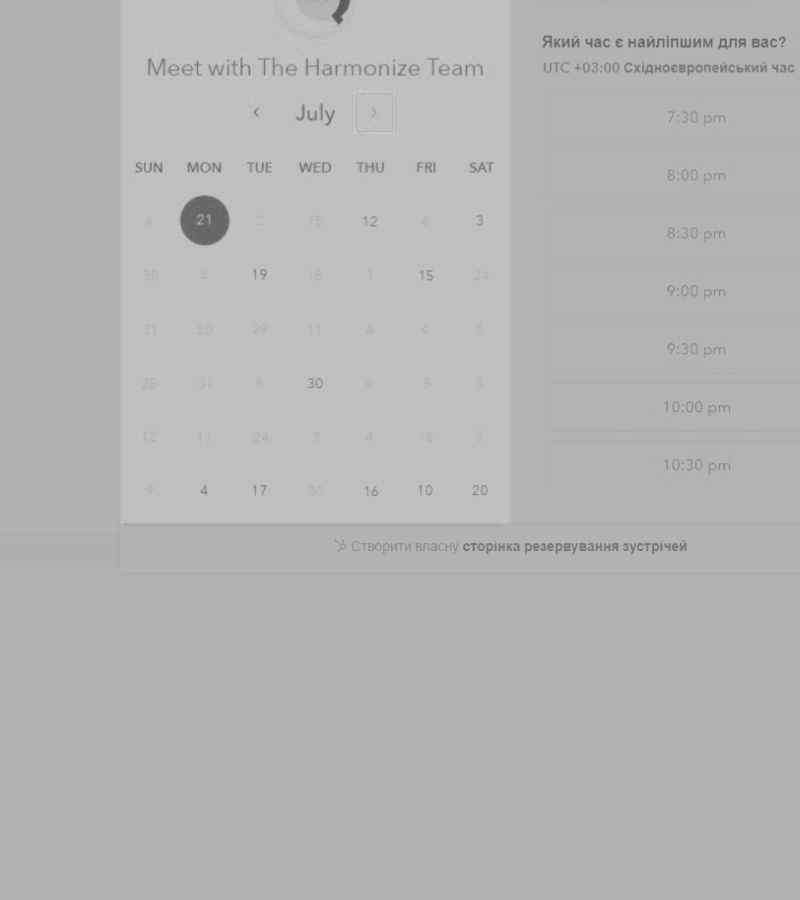 Meet with The Harmonize Team
July
SUN MON TUE WED THU FRI SAT
4 21 2 15 12 4 3
30 4 19 18 1 15 24
31 20 29 11 4 4 5
28 31 6 30 6 3 5
12 11 24 3 4 16 5
9 4 17 30 16 10 20
Який час є найліпшим для вас?
UTC +03:00 Східноєвропейський час
7:30 pm
8:00 pm
8:30 pm
9:00 pm
9:30 pm
10:00 pm
10:30 pm
Створити власну сторінка резервування зустрічей